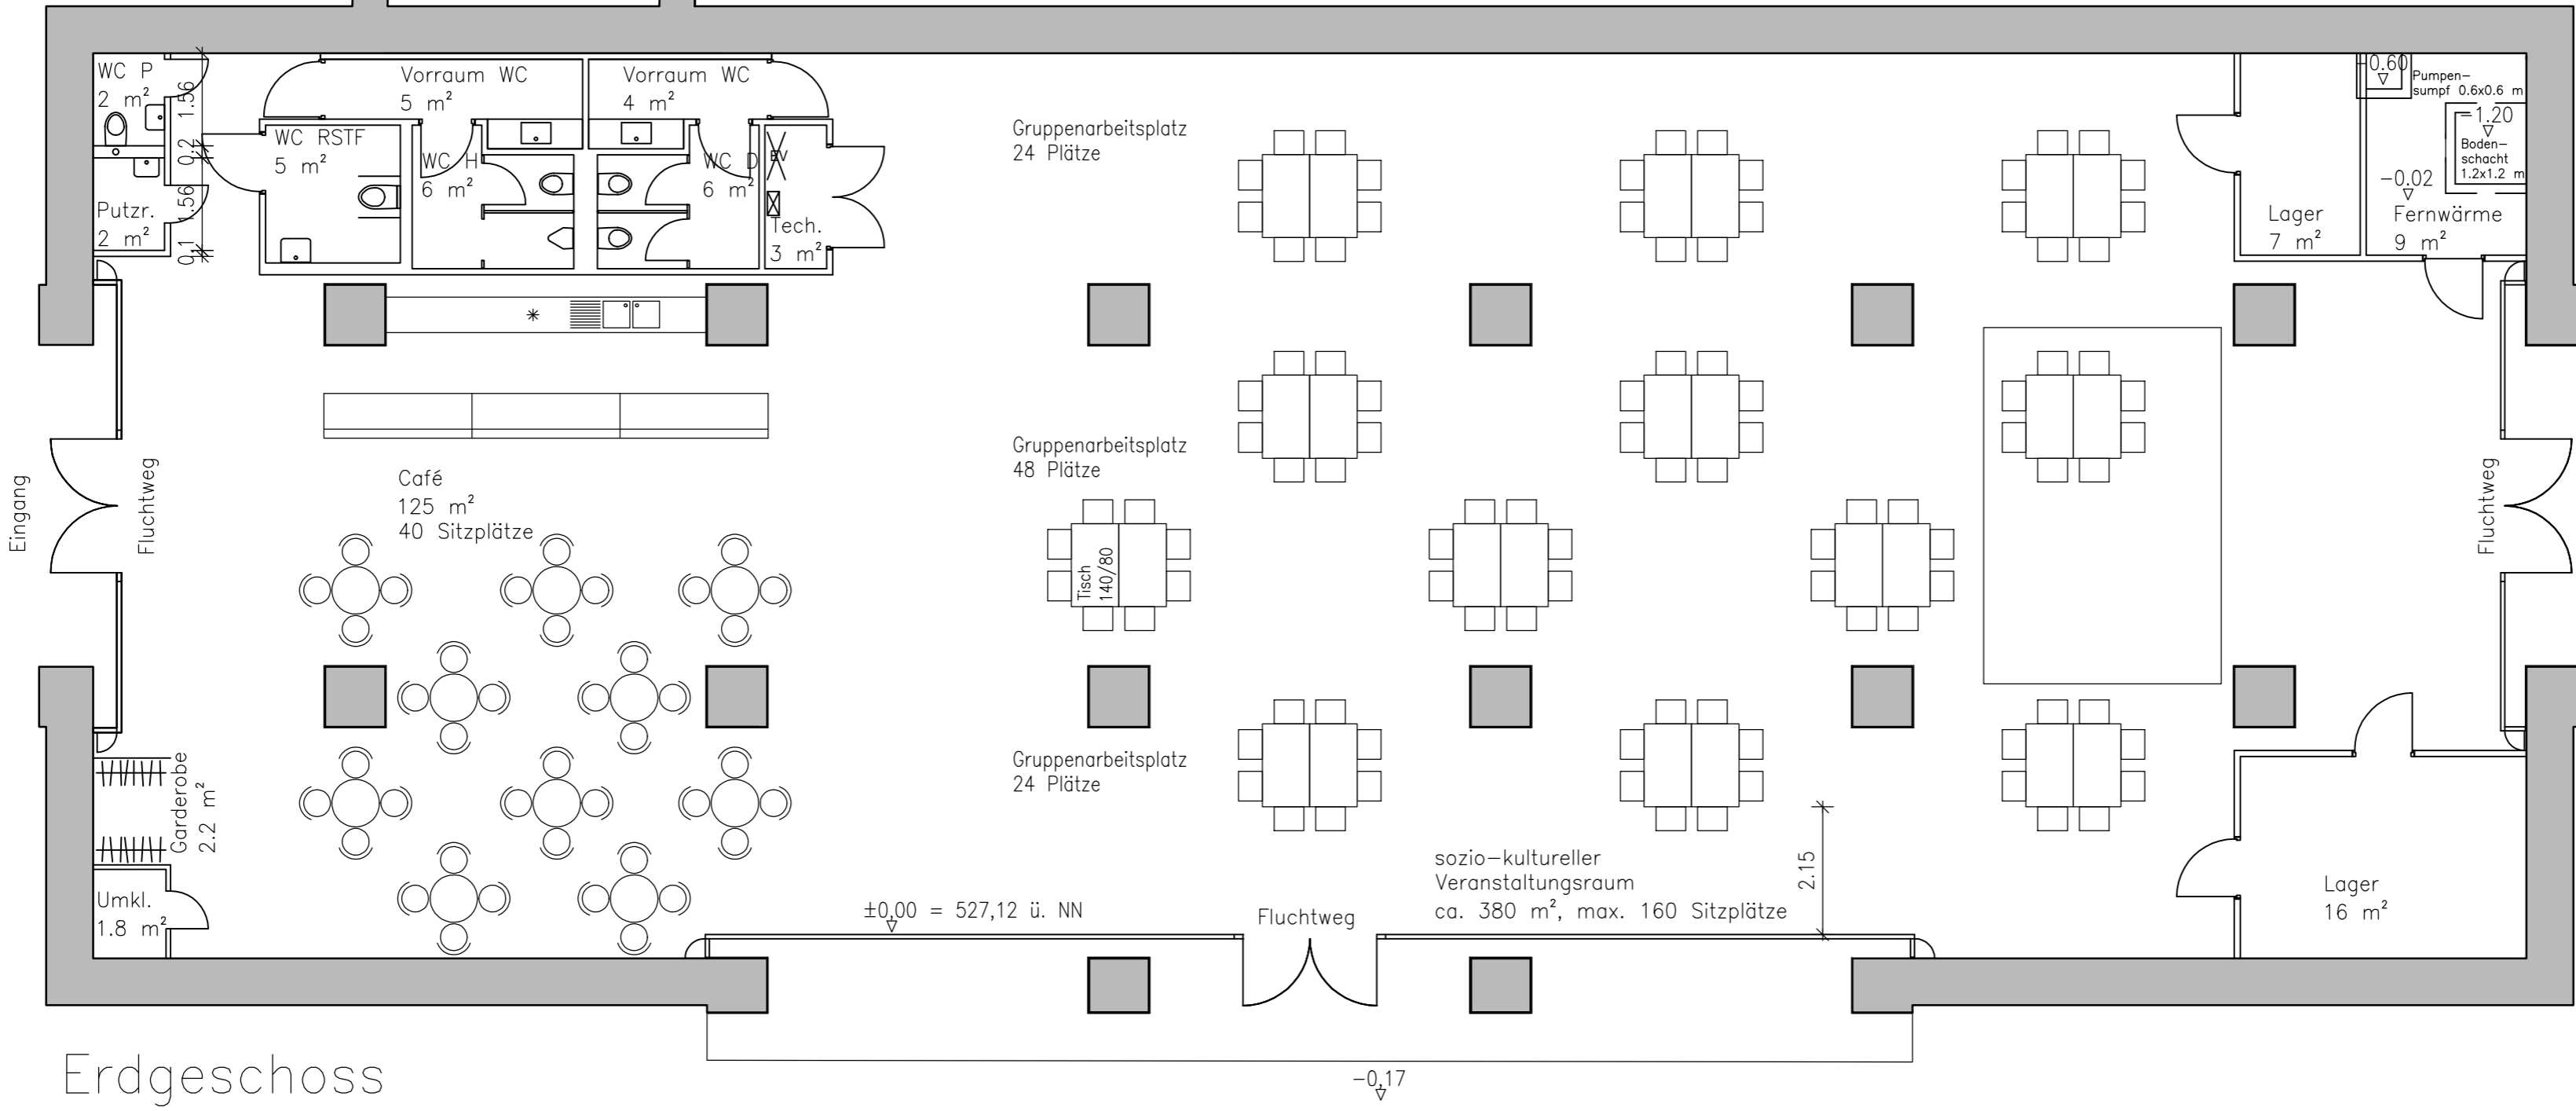 WC P
2 m²
1.56
0.2
Putzr.
2 m²
1.56
0.1
WC RSTF
5 m²
Vorraum WC
5 m²
Vorraum WC
4 m²
WC H
6 m²
WC D
6 m²
EV
Tech.
3 m²
Gruppenarbeitsplatz
24 Plätze
Lager
7 m²
0.60
Pumpen-
sumpf 0.6x0.6 m
-1.20
Boden-
schacht
1.2x1.2 m
-0.02
Fernwärme
9 m²
Eingang
Fluchtweg
Café
125 m²
40 Sitzplätze
Gruppenarbeitsplatz
48 Plätze
Tisch
140/80
Fluchtweg
Garderobe
2.2 m²
Umkl.
1.8 m²
Gruppenarbeitsplatz
24 Plätze
±0,00 = 527,12 ü. NN
Fluchtweg
sozio-kultureller
Veranstaltungsraum
ca. 380 m², max. 160 Sitzplätze
2.15
Lager
16 m²
Erdgeschoss
-0,17